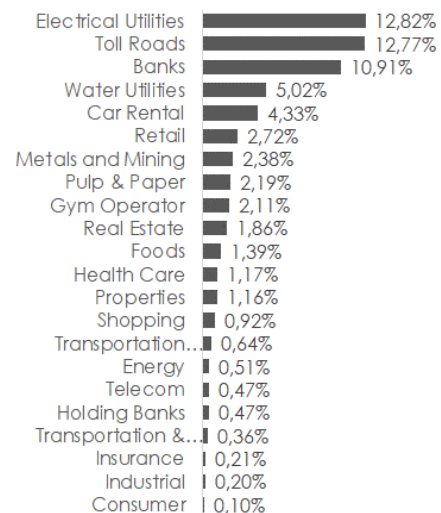 Electrical Utilities 12,82%
Toll Roads 12,77%
Banks 10,91%
Water Utilities 5,02%
Car Rental 4,33%
Retail 2,72%
Metals and Mining 2,38%
Pulp & Paper 2,19%
Gym Operator 2,11%
Real Estate 1,86%
Foods 1,39%
Health Care 1,17%
Properties 1,16%
Shopping 0,92%
Transportation... 0,64%
Energy 0,51%
Telecom 0,47%
Holding Banks 0,47%
Transportation &... 0,36%
Insurance 0,21%
Industrial 0,20%
Consumer 0,10%